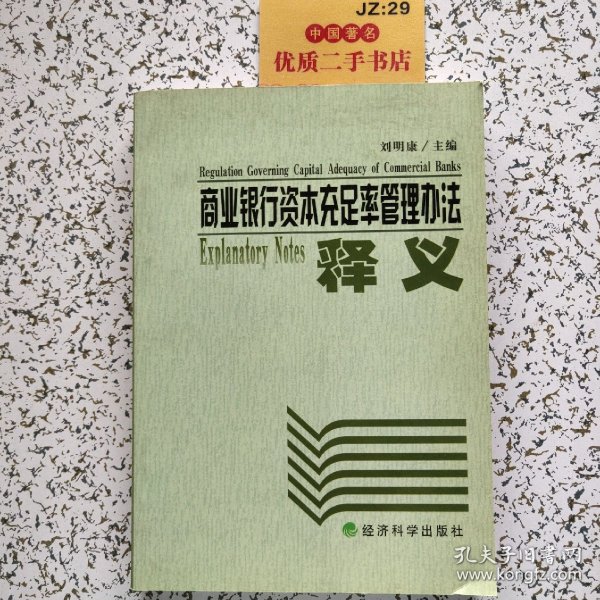 JZ:29
中国著名
优质二手书店
刘明康/主编
Regulation Governing Capital Adequacy of Commercial Banks
商业银行资本充足率管理办法
Explanatory Notes
释义
经济科学出版社
孔夫子旧书网
www.kongfz.com